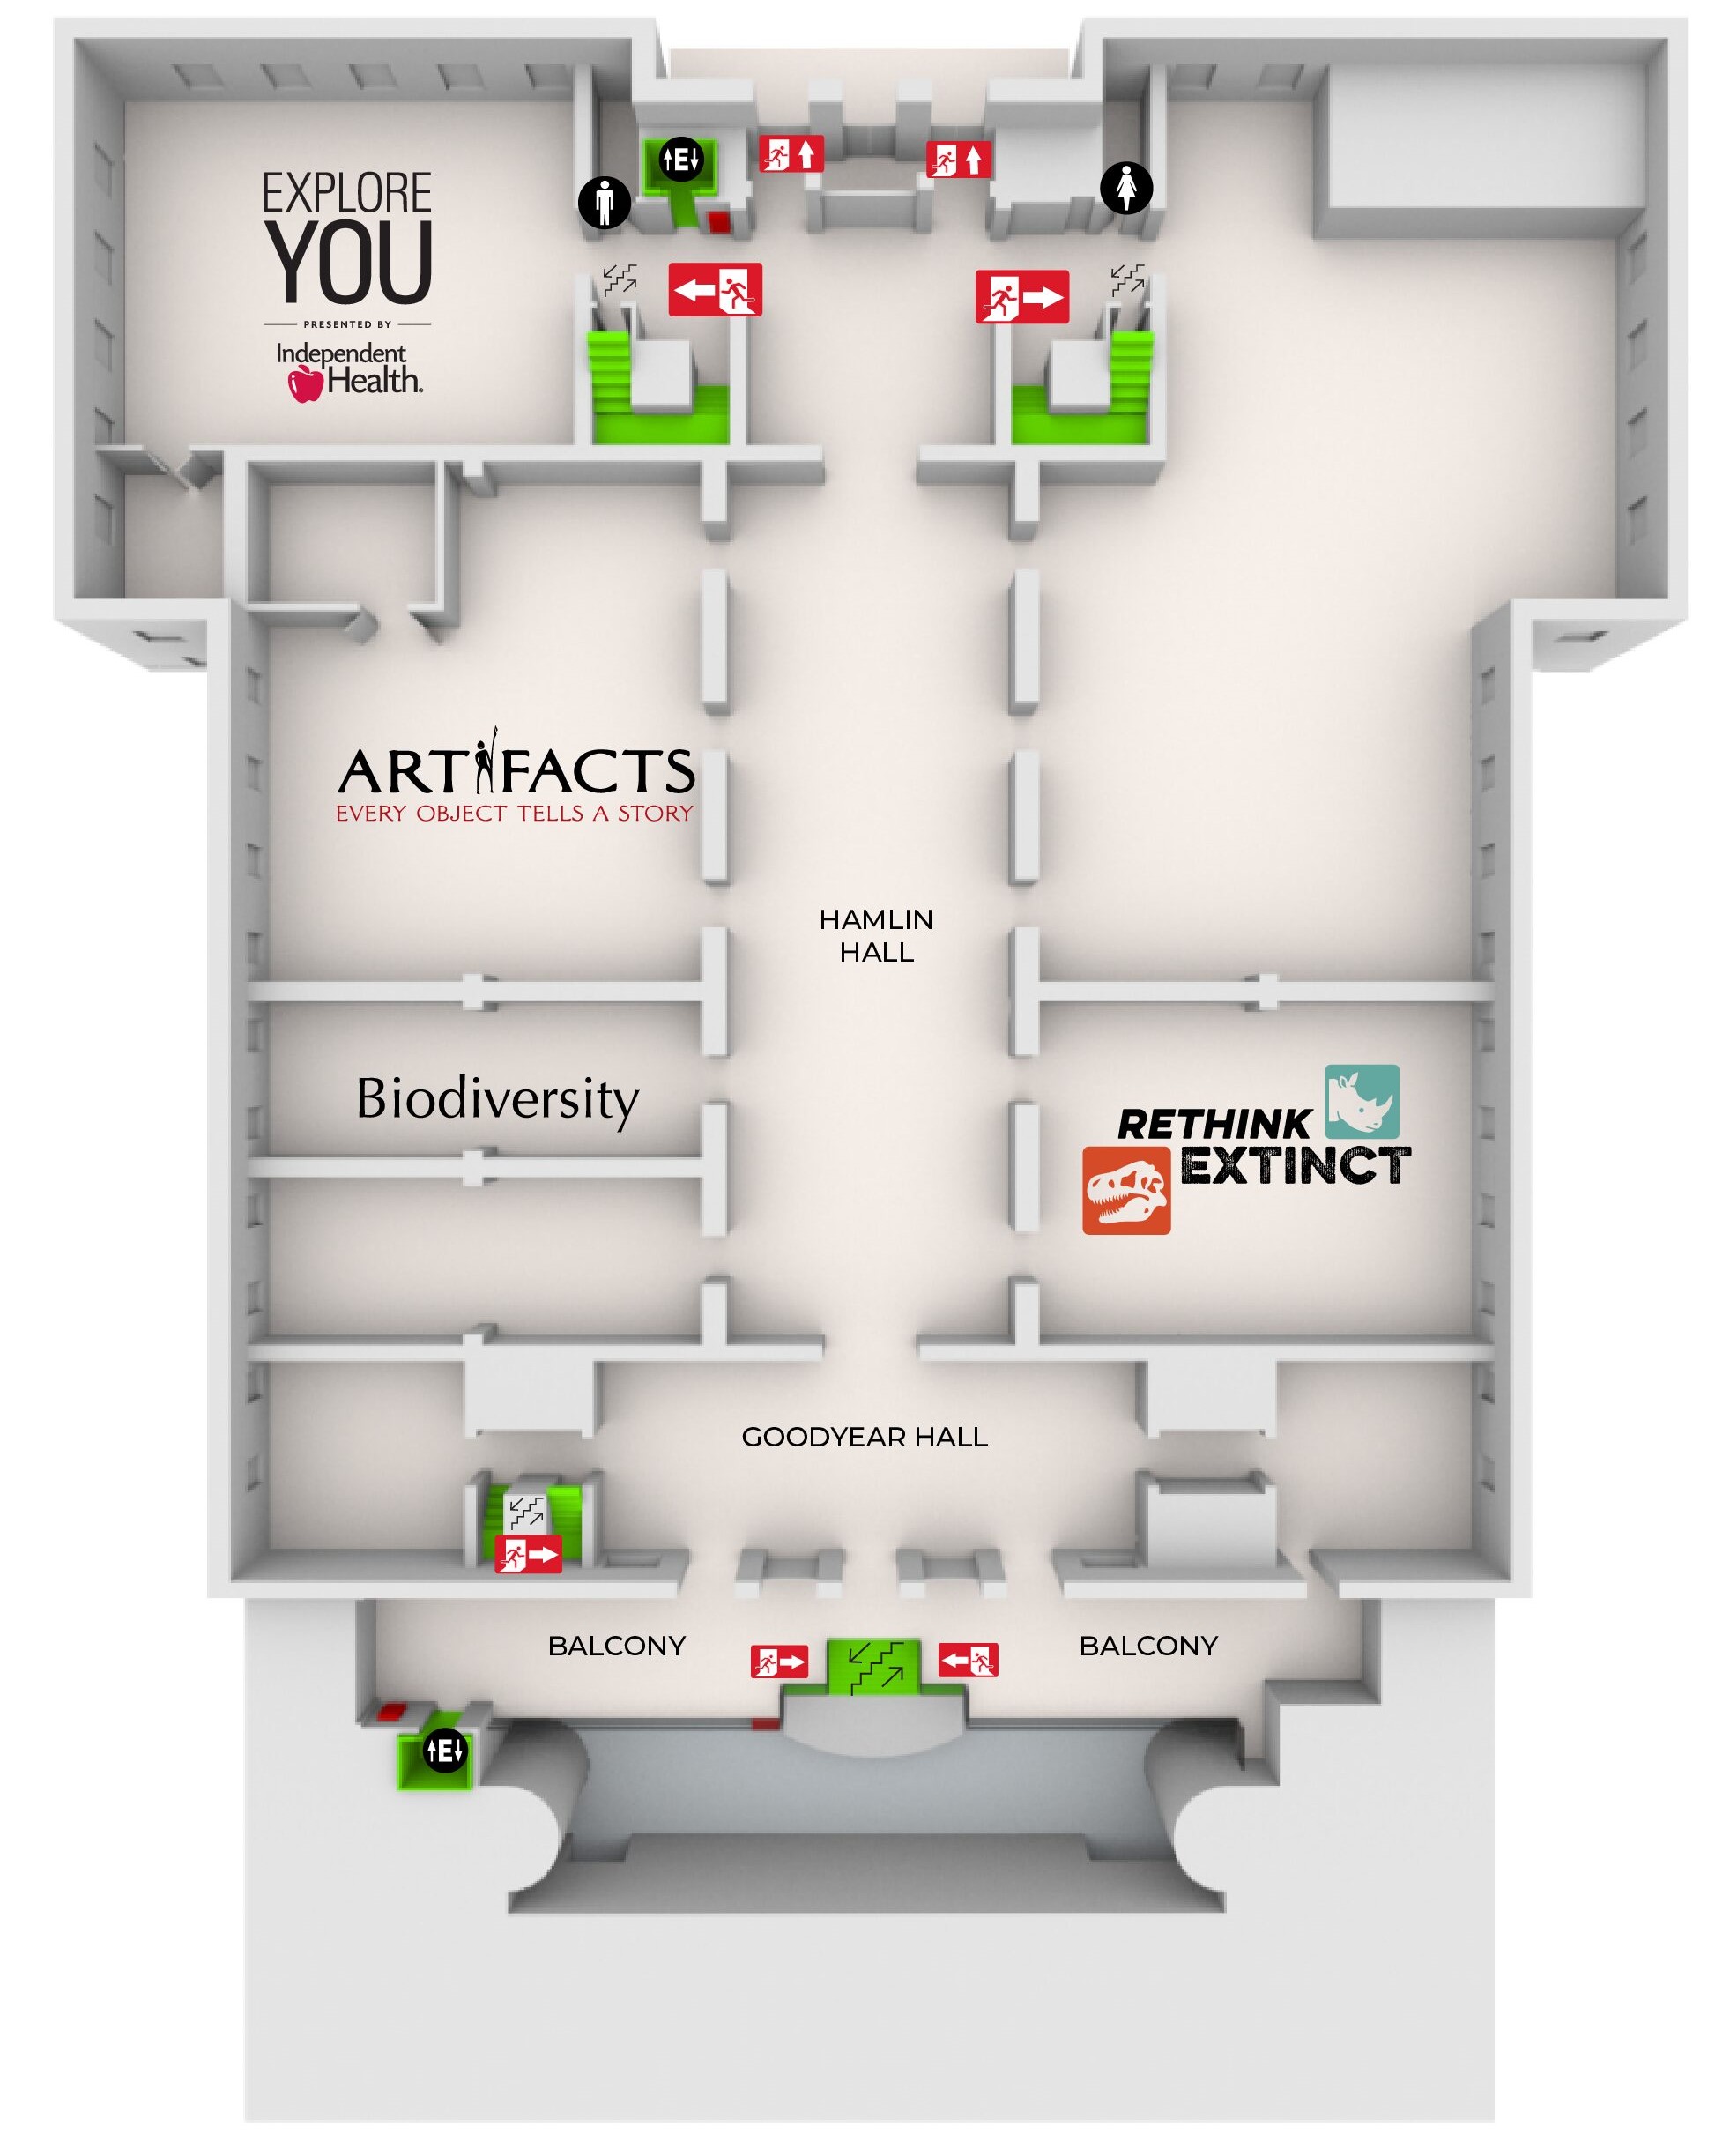 E
EXPLORE
YOU
PRESENTED BY
Independent
Health.
ARTIFACTS
EVERY OBJECT TELLS A STORY
HAMLIN
HALL
Biodiversity
RETHINK
EXTINCT
GOODYEAR HALL
BALCONY
BALCONY
E